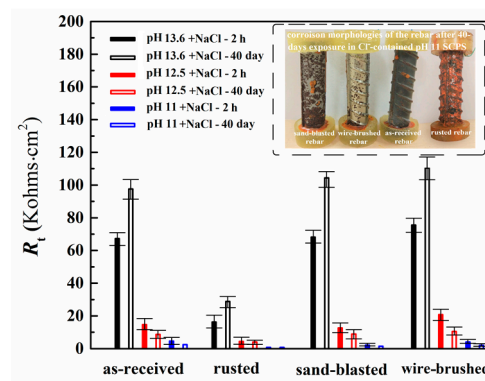 200
180
160
140
120
100
80
60
40
20
0
Rt (Kohms·cm²)
pH 13.6 +NaCl - 2 h
pH 13.6 +NaCl - 40 day
pH 12.5 +NaCl - 2 h
pH 12.5 +NaCl - 40 day
pH 11 +NaCl - 2 h
pH 11 +NaCl - 40 day
corroison morphologies of the rebar after 40-
days exposure in Cl⁻-contained pH 11 SCPS
sand-blasted wire-brushed as-received rusted rebar
rebar rebar rebar
as-received rusted sand-blasted wire-brushed